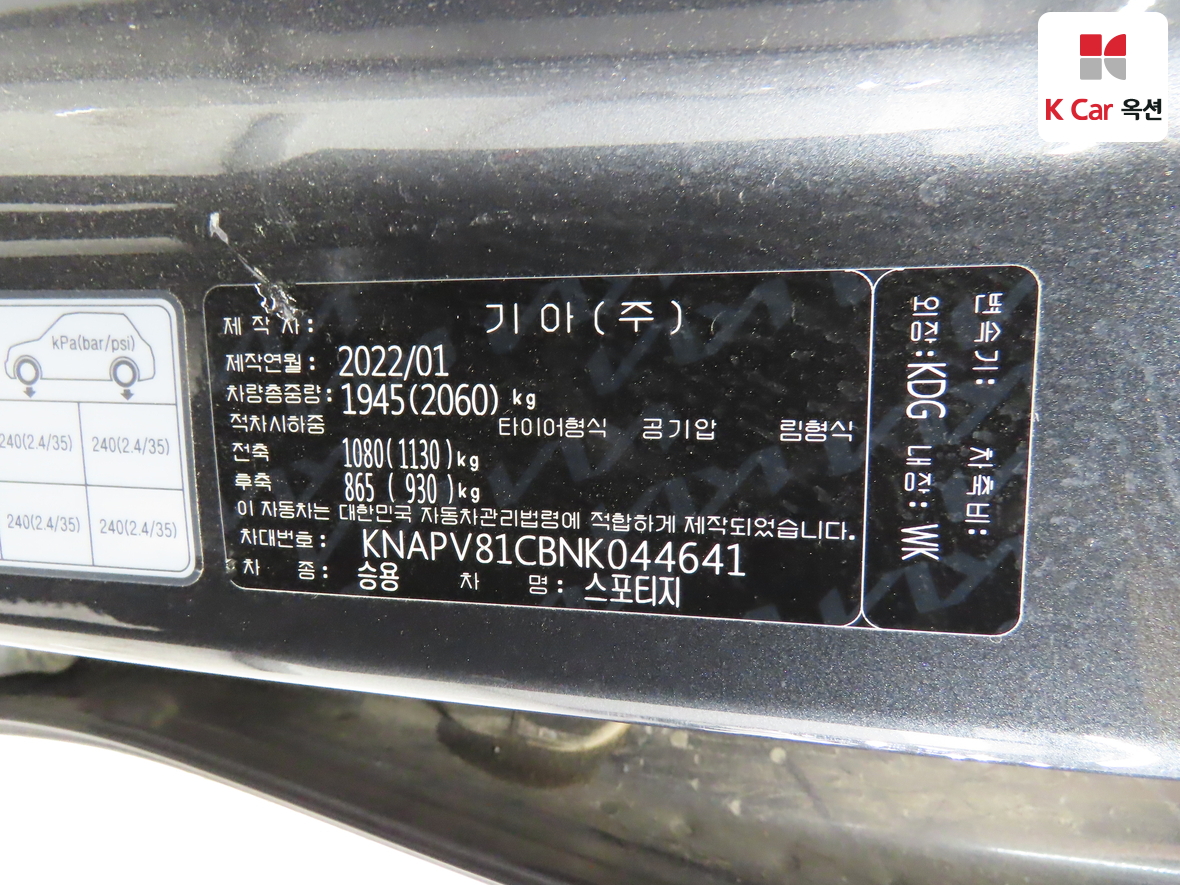 K Car 옥션
kPa(bar/psi)
240(2.4/35) 240(2.4/35)
240(2.4/35) 240(2.4/35)
제 작 자 : 기 아 ( 주 )
제작연월 : 2022/01
차량총중량: 1945(2060) kg
적차시하중 타이어형식 공기압 림형식
전축 1080( 1130 )kg
후축 865 ( 930 )kg
이 자동차는 대한민국 자동차관리법령에 적합하게 제작되었습니다.
차대번호 : KNAPV81CBNK044641
차 종 : 승용 차 명 : 스포티지
변속기: 차축비:
외장:KDG 내장: WK